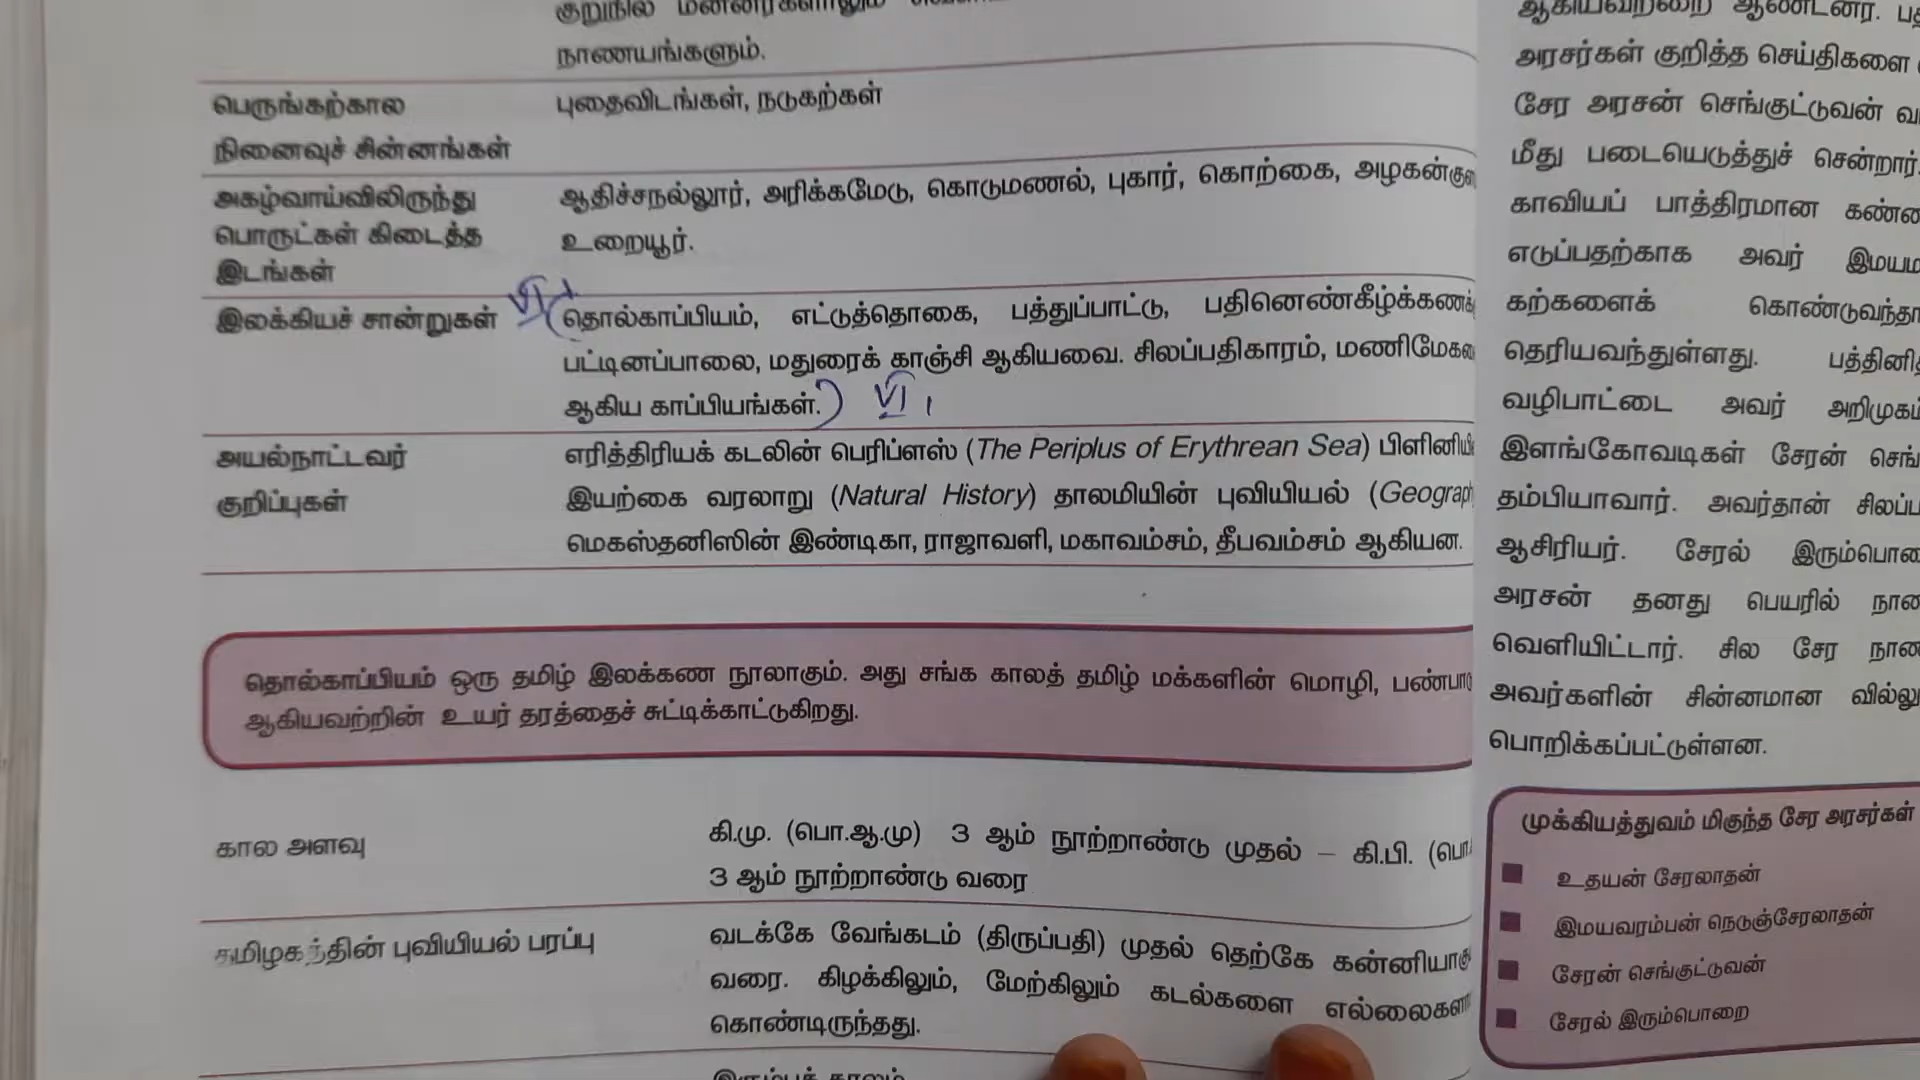 நாணயங்களும்.
பெருங்கற்கால
நினைவுச் சின்னங்கள்
புதைவிடங்கள், நடுகற்கள்
அகழ்வாய்விலிருந்து
பொருட்கள் கிடைத்த
இடங்கள்
ஆதிச்சநல்லூர், அரிக்கமேடு, கொடுமணல், புகார், கொற்கை,
உறையூர்.
இலக்கியச் சான்றுகள்
VI
தொல்காப்பியம், எட்டுத்தொகை, பத்துப்பாட்டு,
பட்டினப்பாலை, மதுரைக் காஞ்சி ஆகியவை. சிலப்பதிகாரம்,
ஆகிய காப்பியங்கள்.) VI
அயல்நாட்டவர்
குறிப்புகள்
எரித்திரியக் கடலின் பெரிப்ளஸ் (The Periplus of Erythrean Sea)
இயற்கை வரலாறு (Natural History) தாலமியின் புவியியல்
மெகஸ்தனிஸின் இண்டிகா, ராஜாவளி, மகாவம்சம், தீபவம்சம் ஆகியன.
தொல்காப்பியம் ஒரு தமிழ் இலக்கண நூலாகும். அது சங்க காலத் தமிழ் மக்களின் மொழி,
ஆகியவற்றின் உயர் தரத்தைச் சுட்டிக்காட்டுகிறது.
கால அளவு
கி.மு. (பொ.ஆ.மு) 3 ஆம் நூற்றாண்டு முதல் – கி.பி.
3 ஆம் நூற்றாண்டு வரை
தமிழகத்தின் புவியியல் பரப்பு
வடக்கே வேங்கடம் (திருப்பதி) முதல் தெற்கே
வரை. கிழக்கிலும், மேற்கிலும் கடல்களை
கொண்டிருந்தது.
ஆகியவற்றை ஆண்டனர்.
அரசர்கள் குறித்த செய்திகளை
சேர அரசன் செங்குட்டுவன்
மீது படையெடுத்துச் சென்றார்.
காவியப் பாத்திரமான
எடுப்பதற்காக அவர்
கற்களைக்
தெரியவந்துள்ளது.
வழிபாட்டை அவர்
இளங்கோவடிகள் சேரன்
தம்பியாவார். அவர்தான்
ஆசிரியர். சேரல்
அரசன் தனது பெயரில்
வெளியிட்டார். சில சேர
அவர்களின் சின்னமான
பொறிக்கப்பட்டுள்ளன.
முக்கியத்துவம் மிகுந்த சேர அரசர்கள்
உதயன் சேரலாதன்
இமயவரம்பன் நெடுஞ்சேரலாதன்
சேரன் செங்குட்டுவன்
சேரல் இரும்பொறை